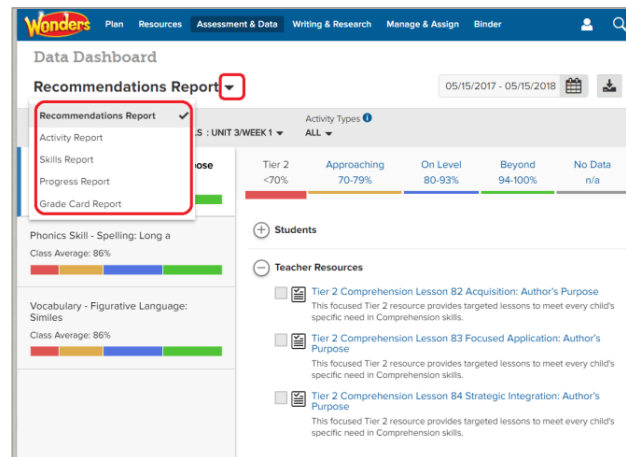 Wonders Plan Resources Assessment & Data Writing & Research Manage & Assign Binder
Data Dashboard
Recommendations Report
05/15/2017 - 05/15/2018
Recommendations Report
Activity Report
Skills Report
Progress Report
Grade Card Report
LS : UNIT 3/WEEK 1
Activity Types
ALL
Tier 2
<70%
Approaching
70-79%
On Level
80-93%
Beyond
94-100%
No Data
n/a
Phonics Skill - Spelling: Long a
Class Average: 86%
Vocabulary - Figurative Language:
Similes
Class Average: 86%
Students
Teacher Resources
Tier 2 Comprehension Lesson 82 Acquisition: Author's Purpose
This focused Tier 2 resource provides targeted lessons to meet every child's
specific need in Comprehension skills.
Tier 2 Comprehension Lesson 83 Focused Application: Author's
Purpose
This focused Tier 2 resource provides targeted lessons to meet every child's
specific need in Comprehension skills.
Tier 2 Comprehension Lesson 84 Strategic Integration: Author's
Purpose
This focused Tier 2 resource provides targeted lessons to meet every child's
specific need in Comprehension skills.